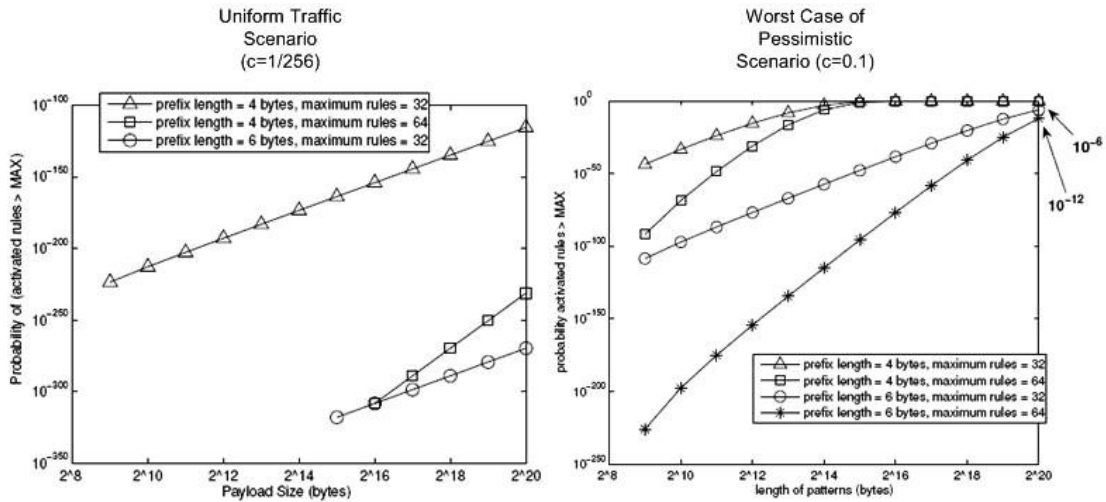 Uniform Traffic
Scenario
(c=1/256)
prefix length = 4 bytes, maximum rules = 32
prefix length = 4 bytes, maximum rules = 64
prefix length = 6 bytes, maximum rules = 32
Probability of (activated rules > MAX)
10^-100
10^-150
10^-200
10^-250
10^-300
10^-350
2^8
2^10
2^12
2^14
2^16
2^18
2^20
Payload Size (bytes)
Worst Case of
Pessimistic
Scenario (c=0.1)
probability activated rules > MAX
10^0
10^-50
10^-100
10^-150
10^-200
10^-250
10^-6
10^-12
prefix length = 4 bytes, maximum rules = 32
prefix length = 4 bytes, maximum rules = 64
prefix length = 6 bytes, maximum rules = 32
prefix length = 6 bytes, maximum rules = 64
2^8
2^10
2^12
2^14
2^16
2^18
2^20
length of patterns (bytes)